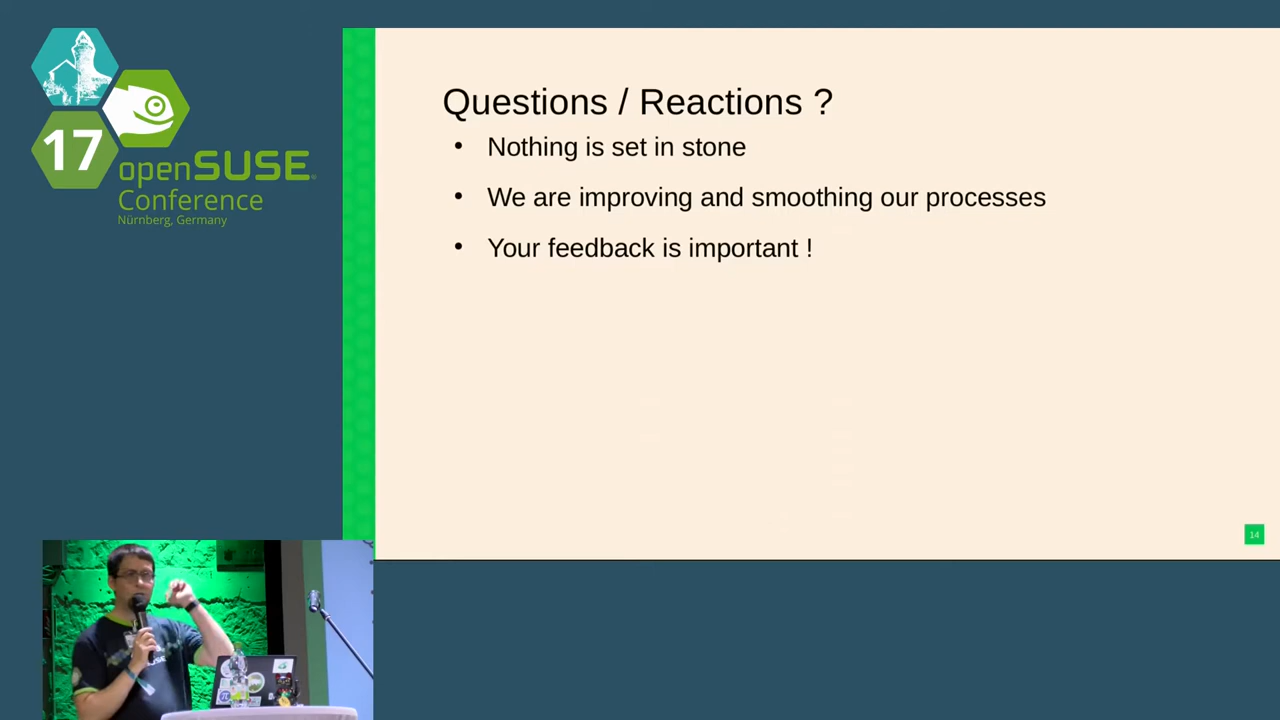 17
openSUSE
Conference
Nürnberg, Germany
Questions / Reactions ?
• Nothing is set in stone
• We are improving and smoothing our processes
• Your feedback is important !
14